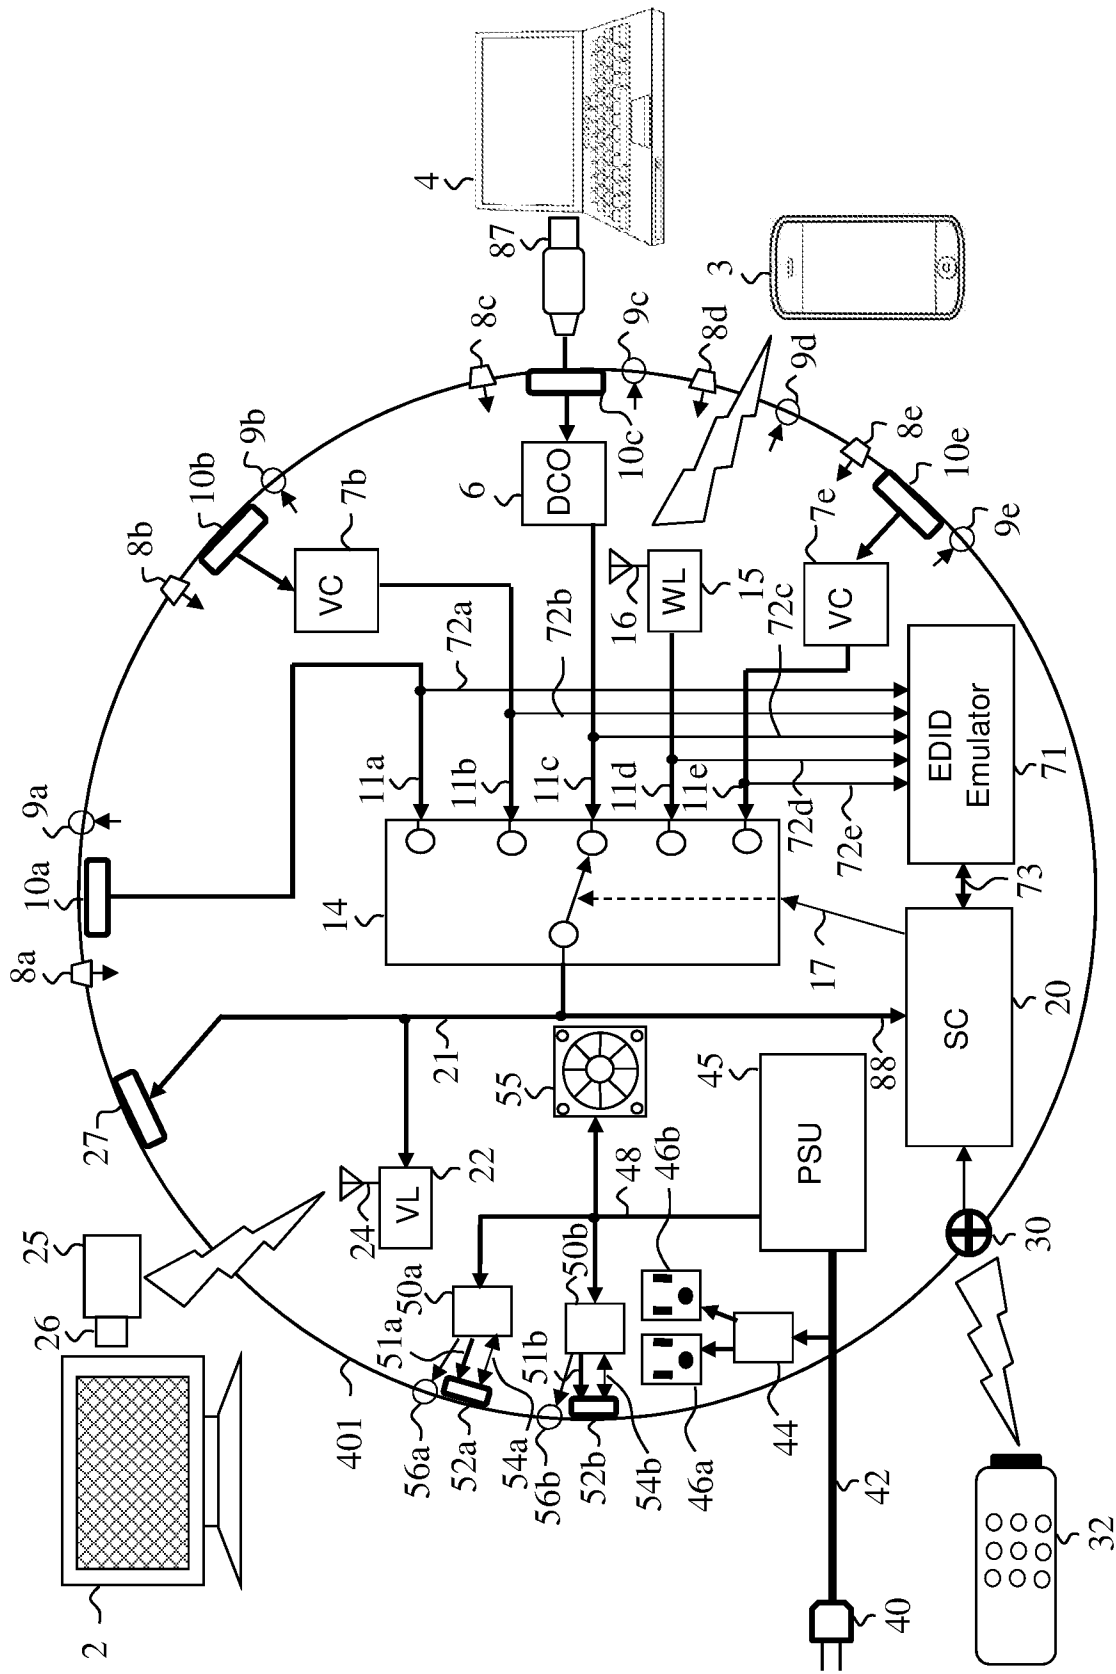 2
25
26
27
8a
10a
9a
8b
10b
9b
401
24
VL
22
21
14
11a
72a
VC
7b
56a
51a
50a
52a
54a
55
11b
6
DCO
8c
87
4
56b
51b
50b
52b
54b
48
11c
72b
10c
9c
46a
46b
45
11d
16
WL
15
8d
3
44
PSU
11e
72d
72c
9d
17
72e
VC
7e
8e
40
42
88
SC
20
73
EDID
Emulator
71
10e
9e
30
32